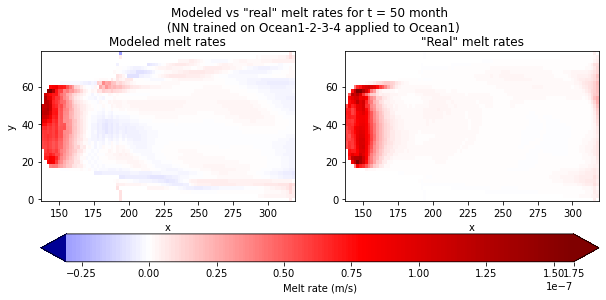 Modeled vs "real" melt rates for t = 50 month
(NN trained on Ocean1-2-3-4 applied to Ocean1)
Modeled melt rates
"Real" melt rates
y
60
40
20
0
150 175 200 225 250 275 300
x
y
60
40
20
0
150 175 200 225 250 275 300
x
−0.25 0.00 0.25 0.50 0.75 1.00 1.25 1.50 1.75
1e−7
Melt rate (m/s)